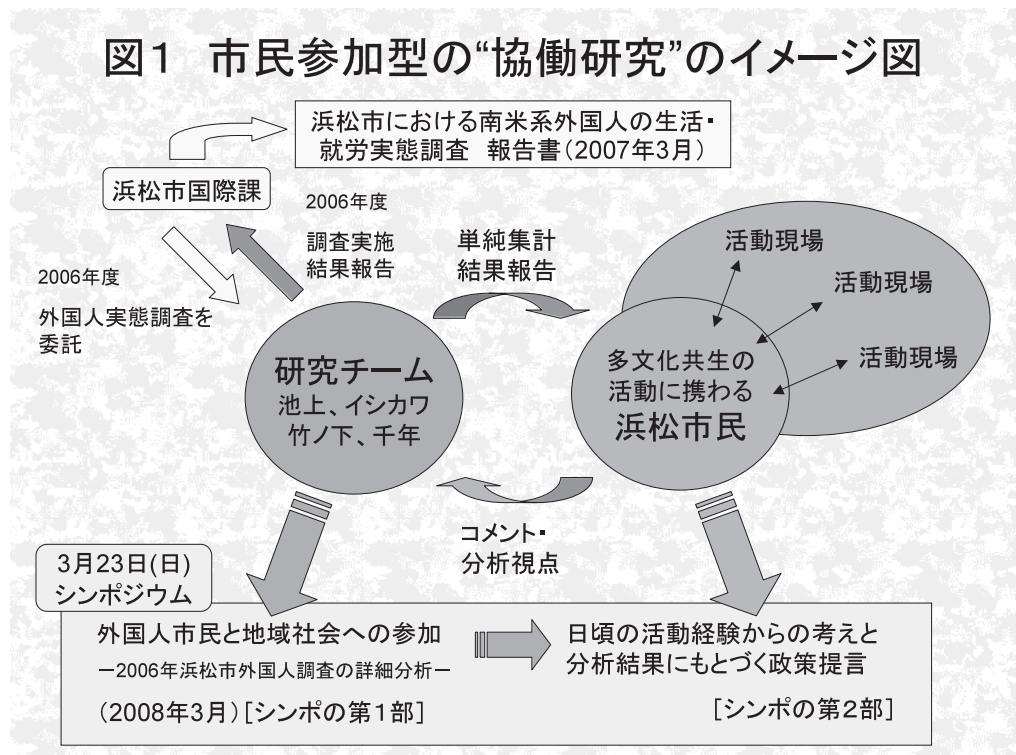 図1 市民参加型の“協働研究”のイメージ図
浜松市における南米系外国人の生活・
就労実態調査 報告書(2007年3月)
浜松市国際課
2006年度
調査実施
結果報告
2006年度
外国人実態調査を
委託
単純集計
結果報告
活動現場
活動現場
活動現場
研究チーム
池上、イシカワ
竹ノ下、千年
多文化共生の
活動に携わる
浜松市民
コメント・
分析視点
3月23日(日)
シンポジウム
外国人市民と地域社会への参加
－2006年浜松市外国人調査の詳細分析－
(2008年3月)[シンポの第1部]
日頃の活動経験からの考えと
分析結果にもとづく政策提言
[シンポの第2部]